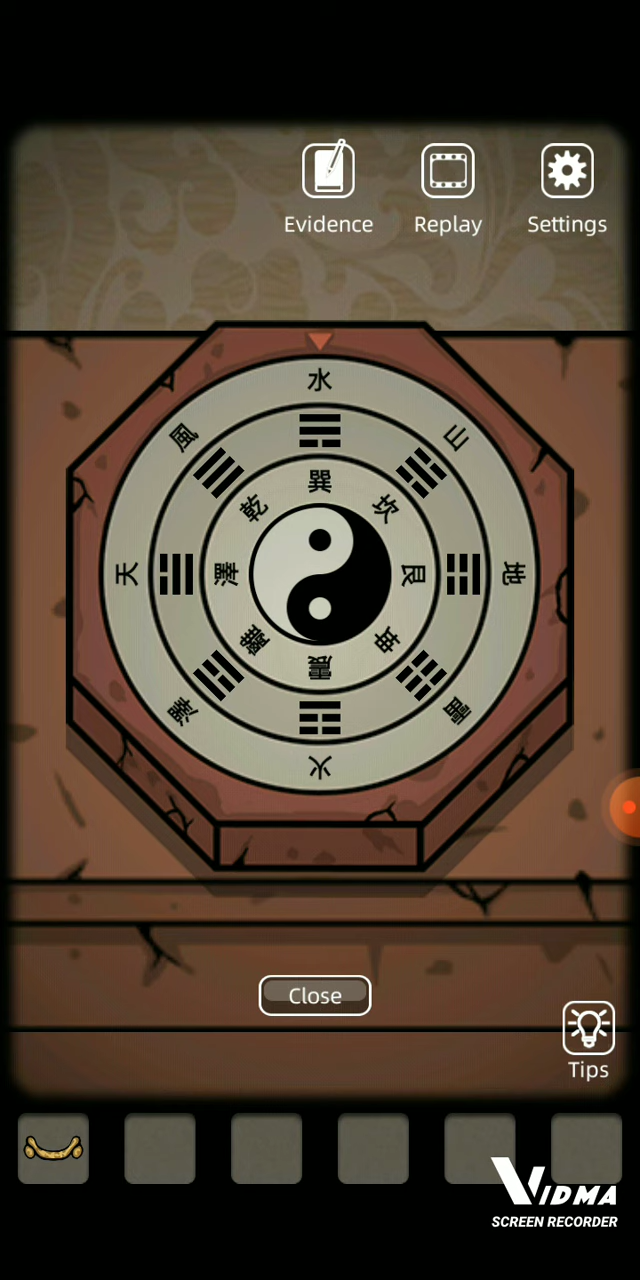 Evidence
Replay
Settings
水
山
地
雷
火
澤
天
風
巽
坎
艮
坤
震
離
澤
乾
Close
Tips
VIDMA
SCREEN RECORDER